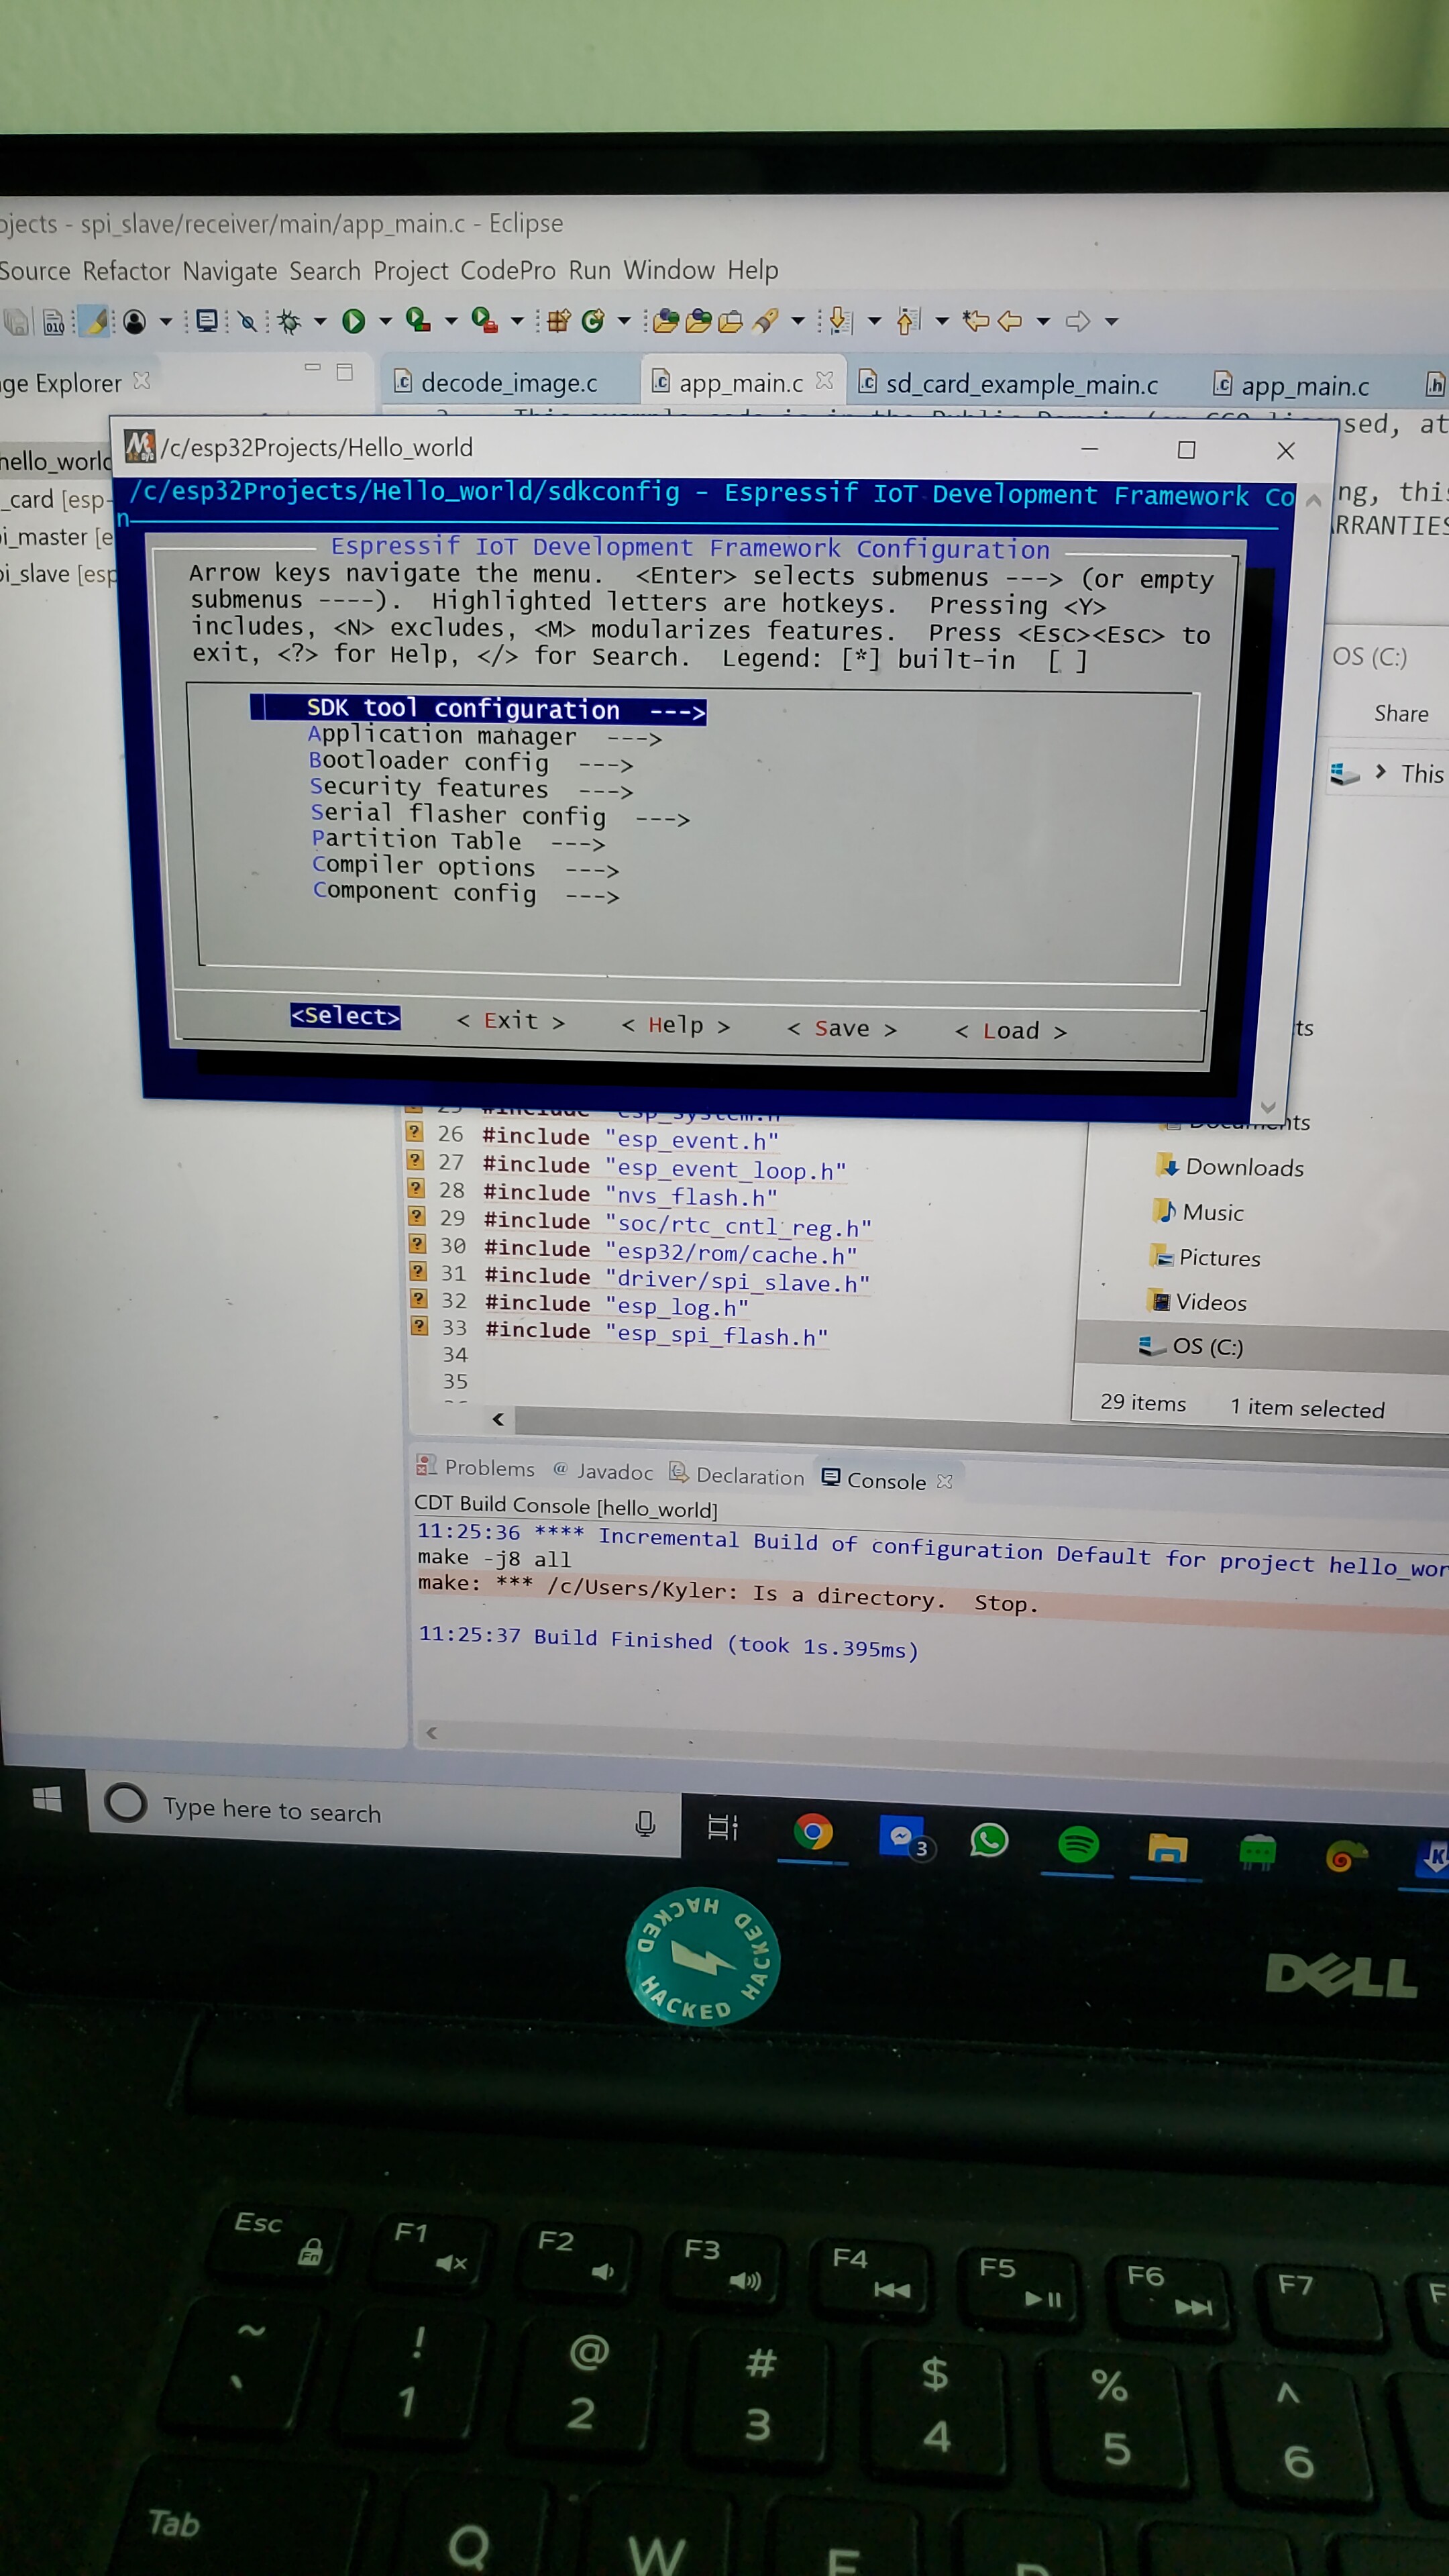 ojects - spi_slave/receiver/main/app_main.c - Eclipse
Source Refactor Navigate Search Project CodePro Run Window Help
ge Explorer
decode_image.c
app_main.c
sd_card_example_main.c
app_main.c
sed, at
hello_world
_card [esp-
i_master [e
i_slave [esp
/c/esp32Projects/Hello_world
ng, this
RRANTIES
/c/esp32Projects/Hello_world/sdkconfig - Espressif IoT Development Framework Co
n
Espressif IoT Development Framework Configuration
Arrow keys navigate the menu. <Enter> selects submenus ---> (or empty
submenus ----). Highlighted letters are hotkeys. Pressing <Y>
includes, <N> excludes, <M> modularizes features. Press <Esc><Esc> to
exit, <?> for Help, </> for Search. Legend: [*] built-in [ ]
SDK tool configuration --->
Application manager --->
Bootloader config --->
Security features --->
Serial flasher config --->
Partition Table --->
Compiler options --->
Component config --->
<Select> < Exit > < Help > < Save > < Load >
OS (C:)
Share
This
ts
26 #include "esp_event.h"
27 #include "esp_event_loop.h"
28 #include "nvs_flash.h"
29 #include "soc/rtc_cntl_reg.h"
30 #include "esp32/rom/cache.h"
31 #include "driver/spi_slave.h"
32 #include "esp_log.h"
33 #include "esp_spi_flash.h"
34
35
Downloads
Music
Pictures
Videos
OS (C:)
29 items 1 item selected
Problems @ Javadoc Declaration Console
CDT Build Console [hello_world]
11:25:36 **** Incremental Build of configuration Default for project hello_wor
make -j8 all
make: *** /c/Users/Kyler: Is a directory. Stop.
11:25:37 Build Finished (took 1s.395ms)
Type here to search
3
HACKED HACKED HACKED
DELL
Esc F1 F2 F3 F4 F5 F6 F7 F
Fn
~ ! @ # $ % ^
` 1 2 3 4 5 6
Tab Q W